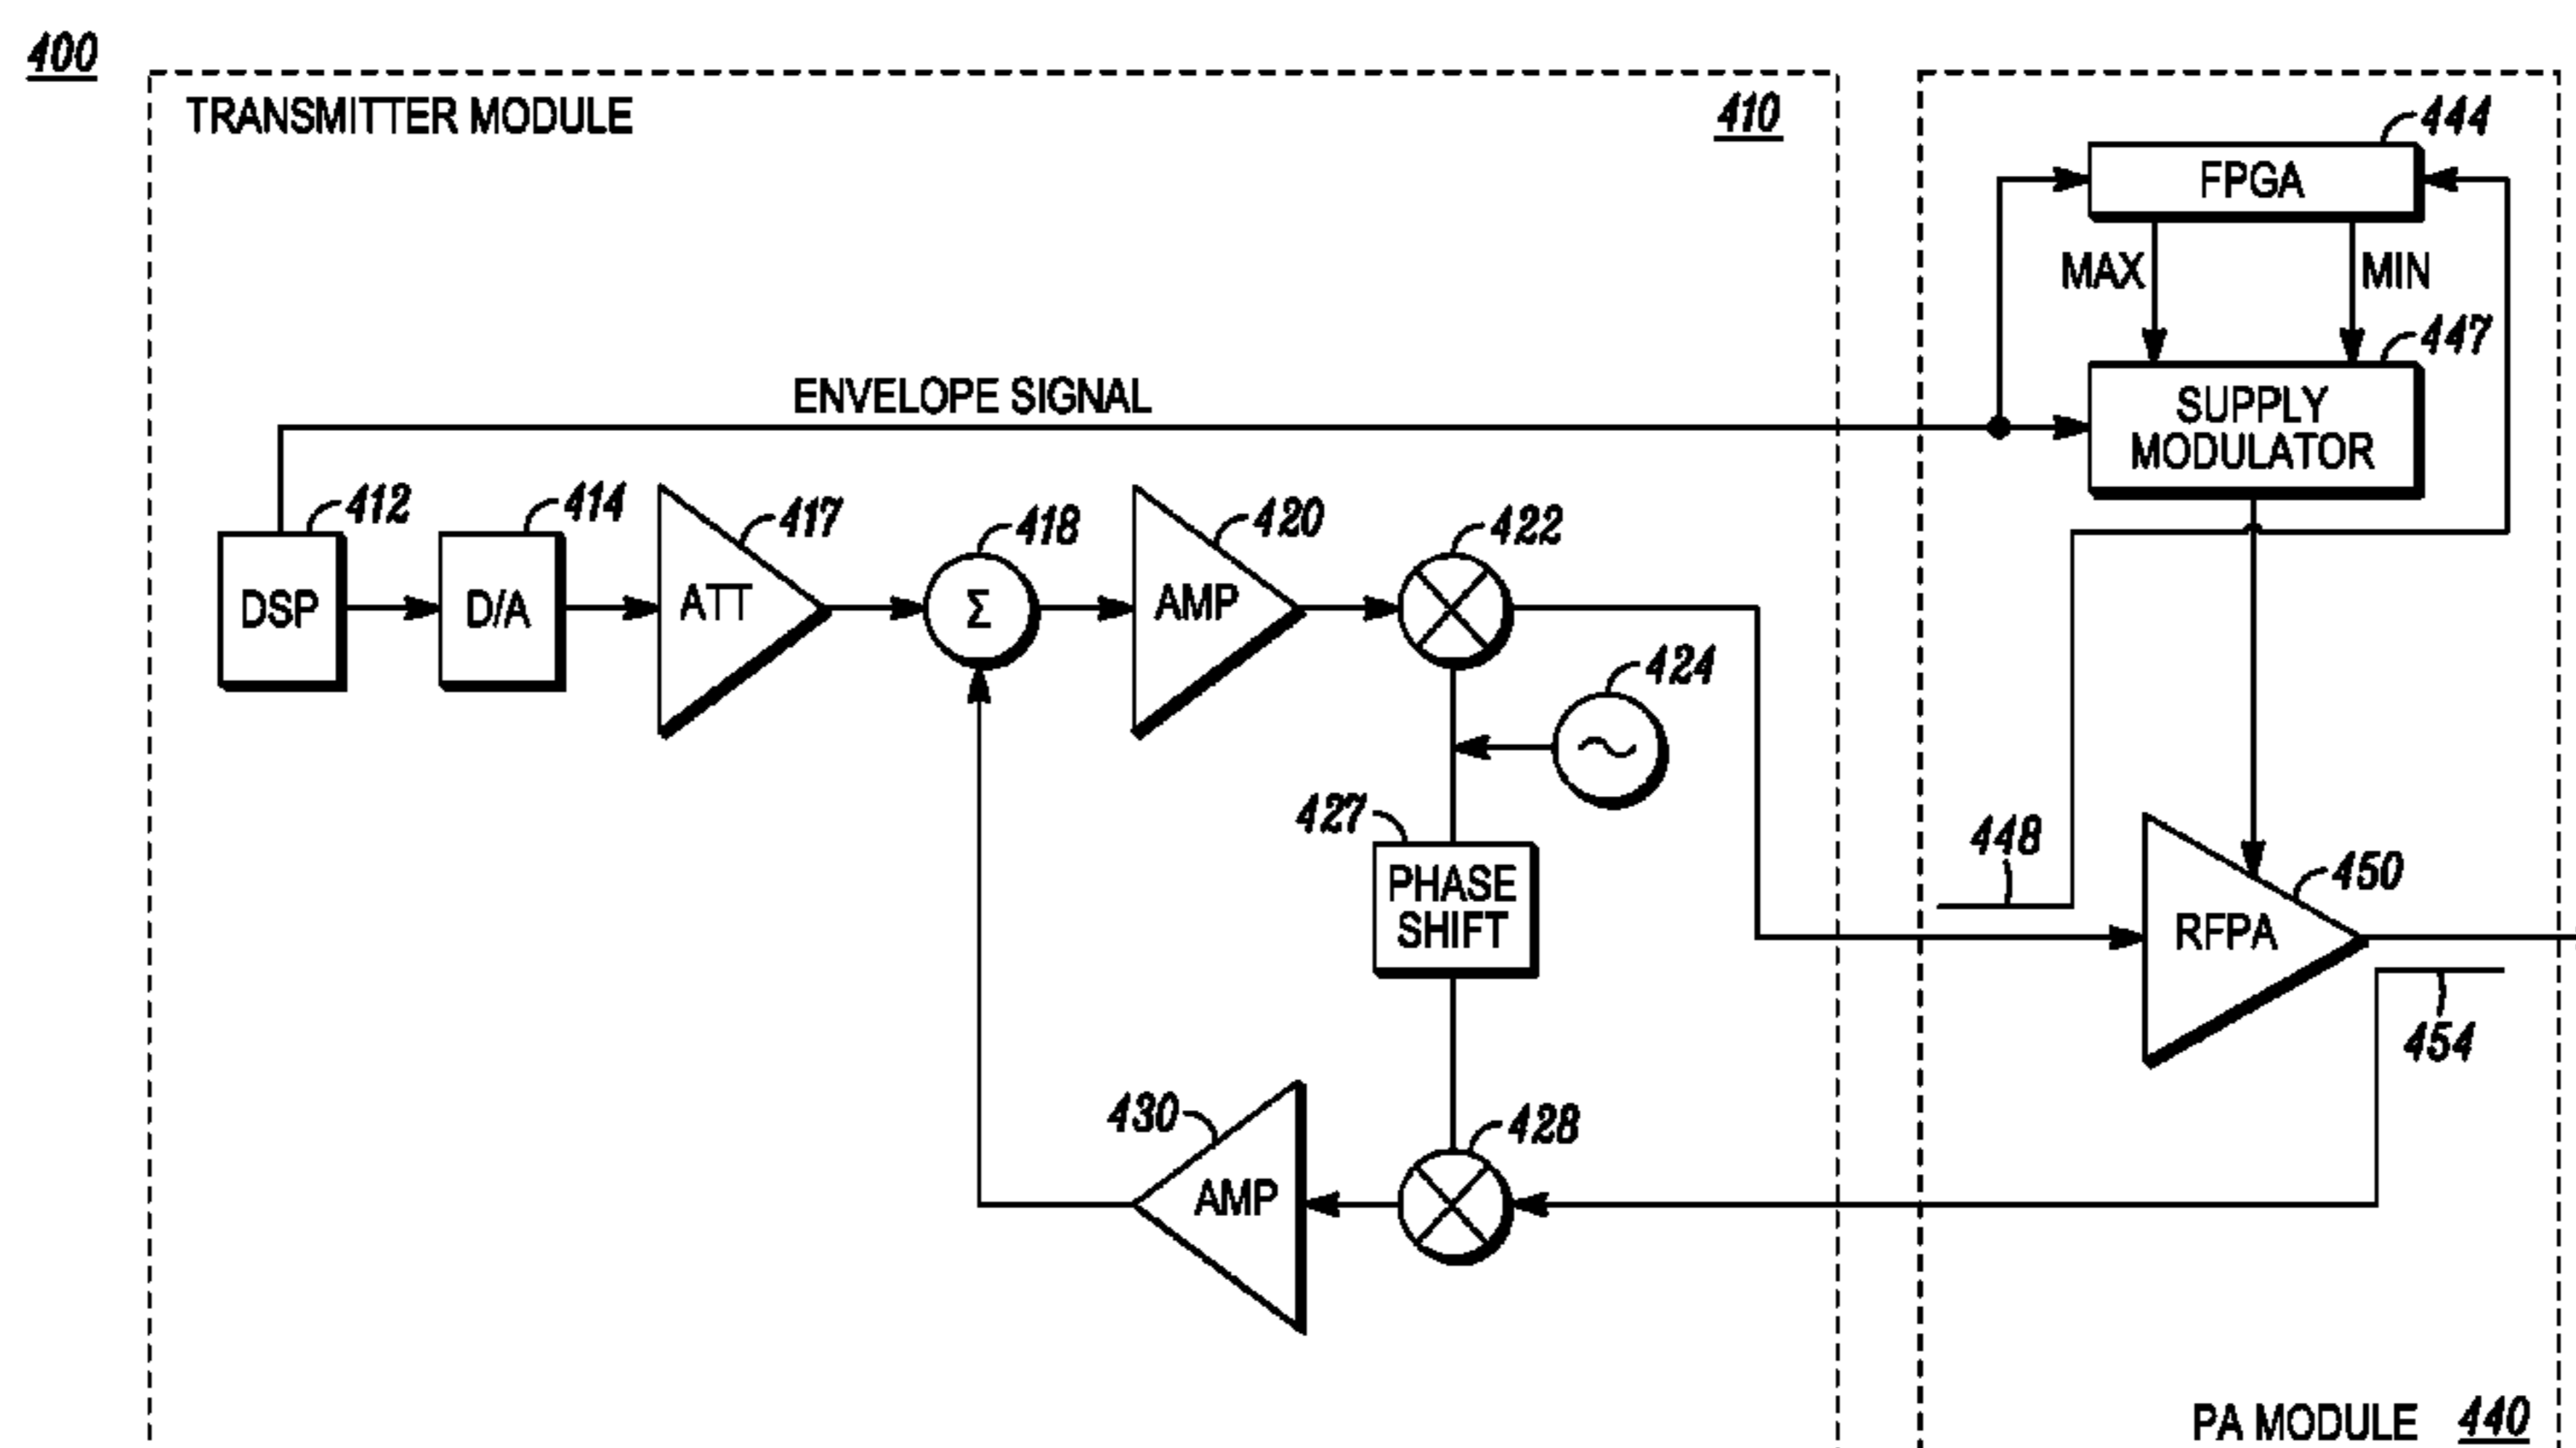 400
TRANSMITTER MODULE
410
444
FPGA
MAX
MIN
447
SUPPLY
MODULATOR
ENVELOPE SIGNAL
412
DSP
414
D/A
417
ATT
418
Σ
420
AMP
422
424
427
PHASE
SHIFT
448
450
RFPA
454
430
AMP
428
PA MODULE 440